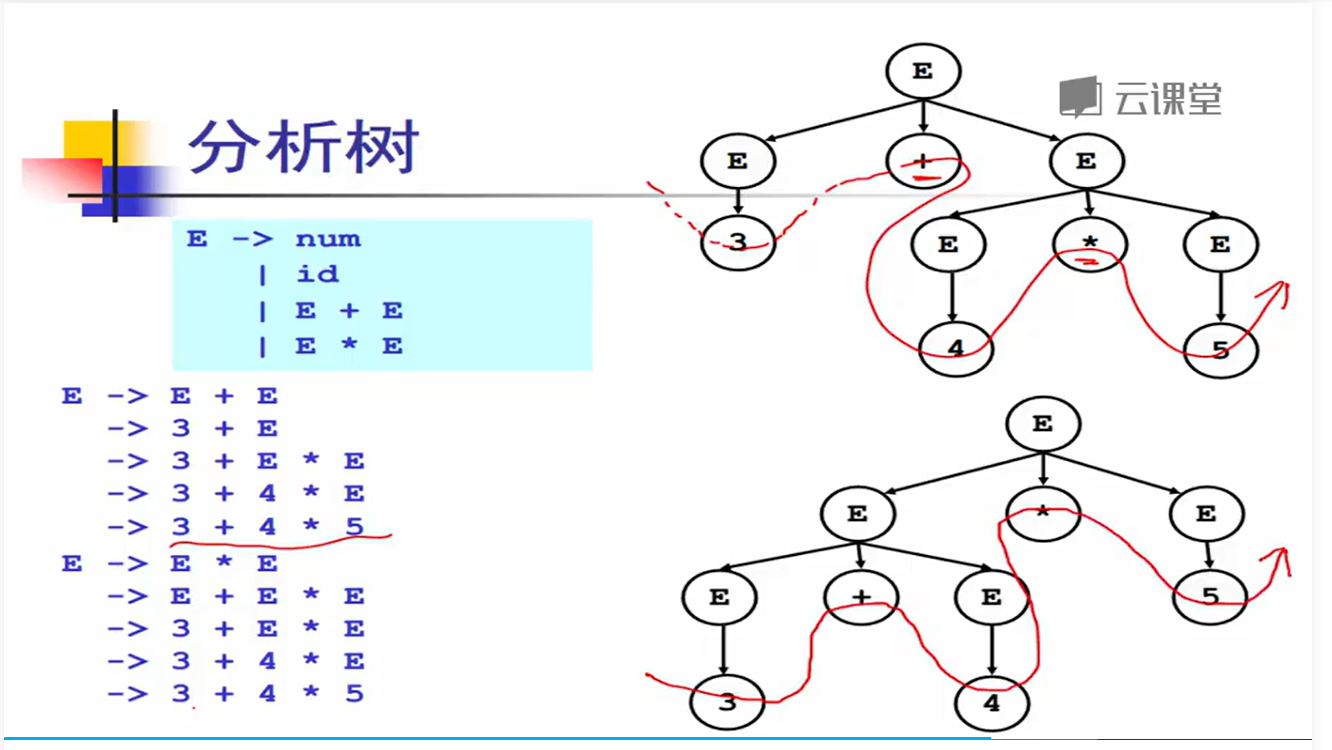 云课堂
分析树
E -> num
| id
| E + E
| E * E
E -> E + E
-> 3 + E
-> 3 + E * E
-> 3 + 4 * E
-> 3 + 4 * 5
E -> E * E
-> E + E * E
-> 3 + E * E
-> 3 + 4 * E
-> 3 + 4 * 5
E
E + E
3 E * E
4 5
E
E * E
E + E 5
3 4